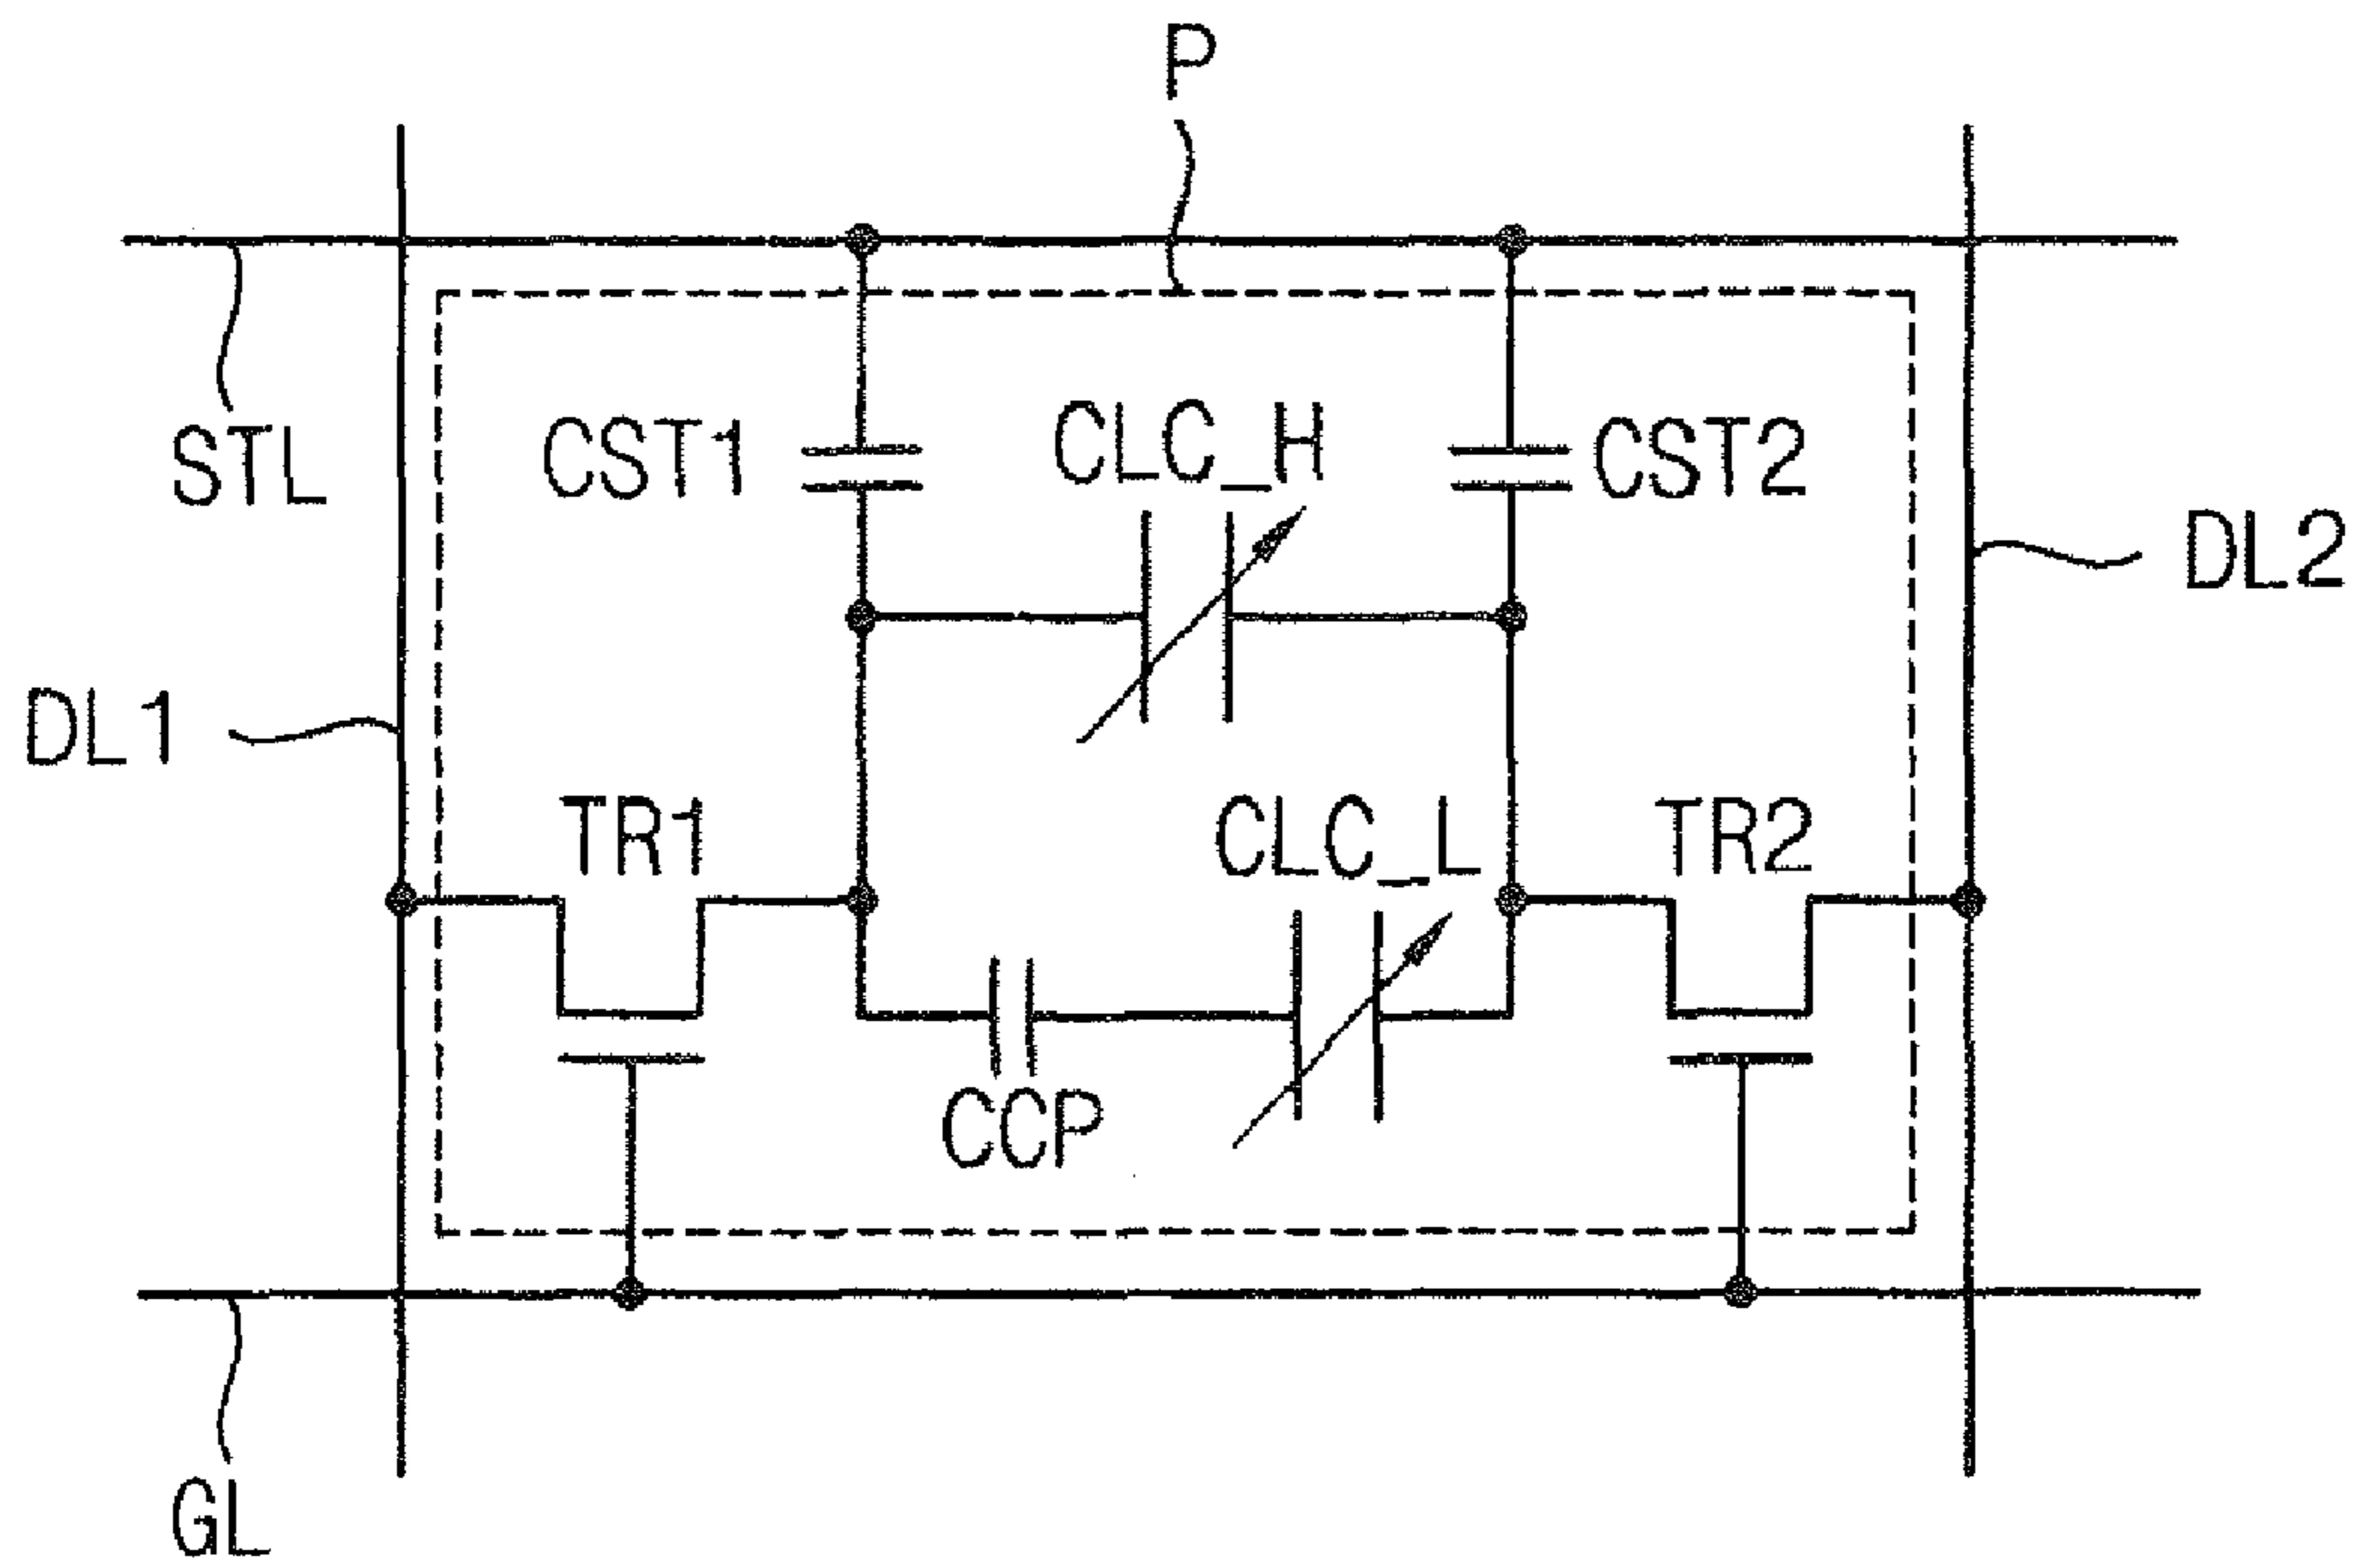 P
STL
CST1
CLC_H
CST2
DL2
DL1
TR1
CLC_L
TR2
CCP
GL